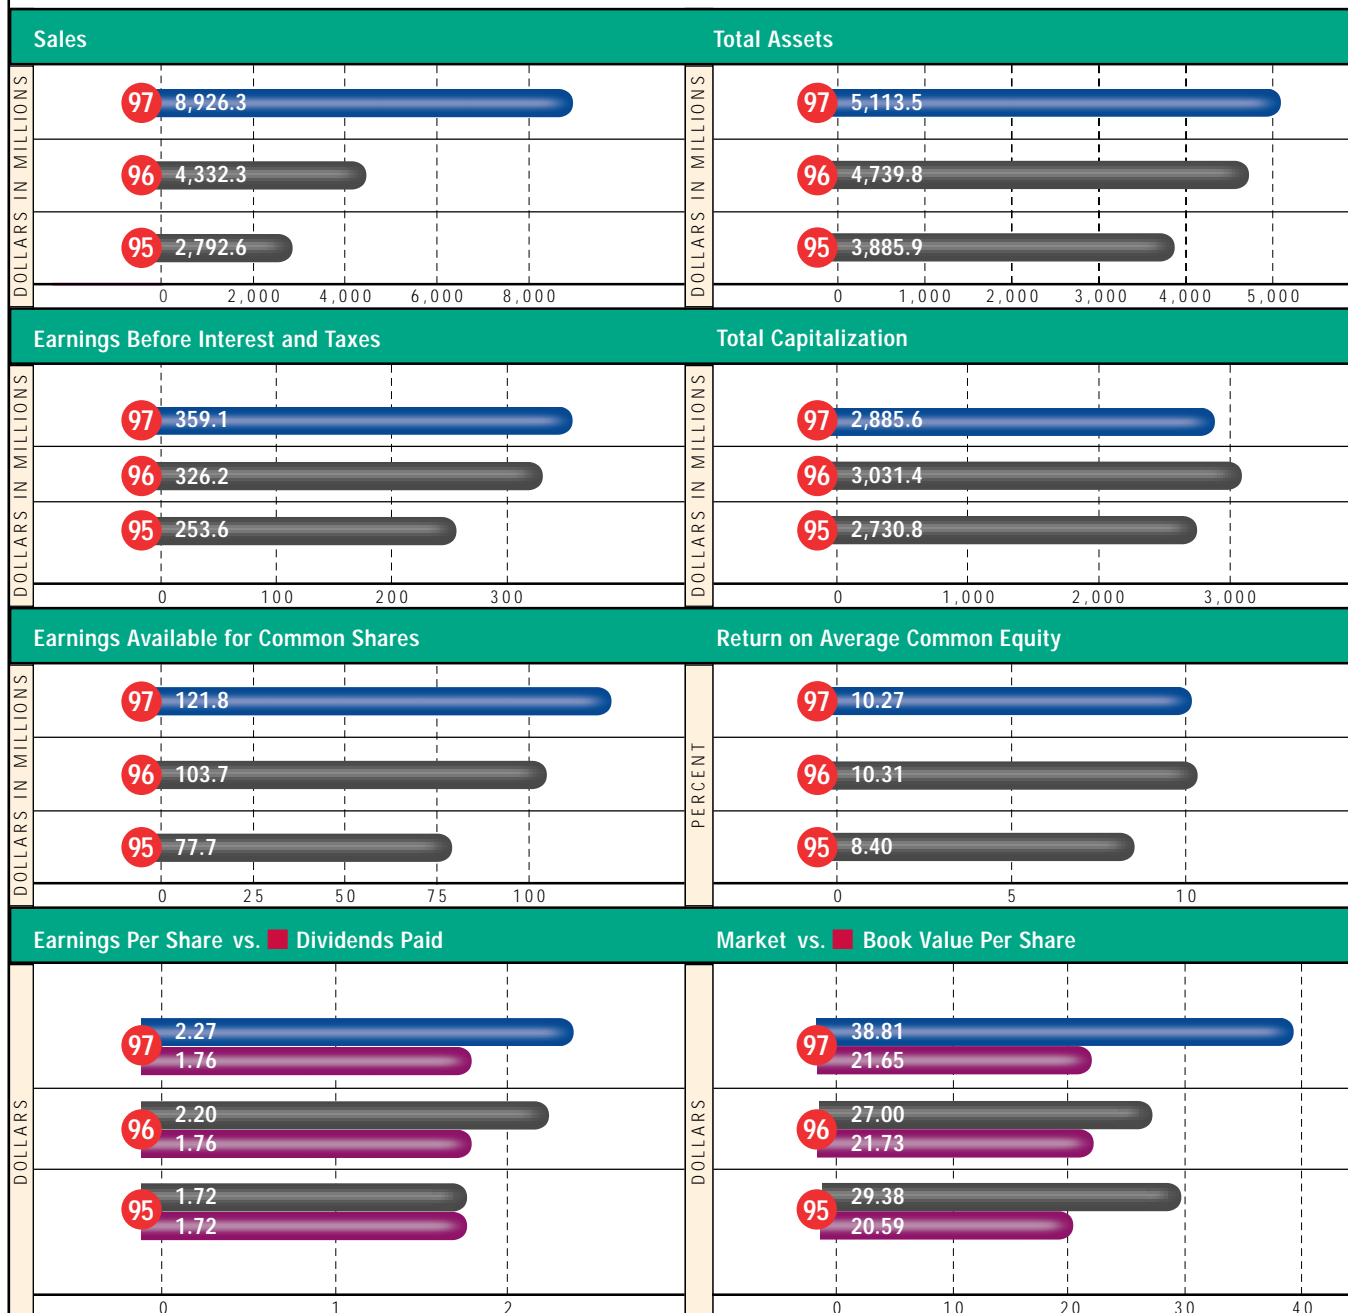 Sales
DOLLARS IN MILLIONS
97 8,926.3
96 4,332.3
95 2,792.6
0 2,000 4,000 6,000 8,000
Total Assets
DOLLARS IN MILLIONS
97 5,113.5
96 4,739.8
95 3,885.9
0 1,000 2,000 3,000 4,000 5,000
Earnings Before Interest and Taxes
DOLLARS IN MILLIONS
97 359.1
96 326.2
95 253.6
0 100 200 300
Total Capitalization
DOLLARS IN MILLIONS
97 2,885.6
96 3,031.4
95 2,730.8
0 1,000 2,000 3,000
Earnings Available for Common Shares
DOLLARS IN MILLIONS
97 121.8
96 103.7
95 77.7
0 25 50 75 100
Return on Average Common Equity
PERCENT
97 10.27
96 10.31
95 8.40
0 5 10
Earnings Per Share vs. Dividends Paid
DOLLARS
97 2.27
1.76
96 2.20
1.76
95 1.72
1.72
0 1 2
Market vs. Book Value Per Share
DOLLARS
97 38.81
21.65
96 27.00
21.73
95 29.38
20.59
0 10 20 30 40